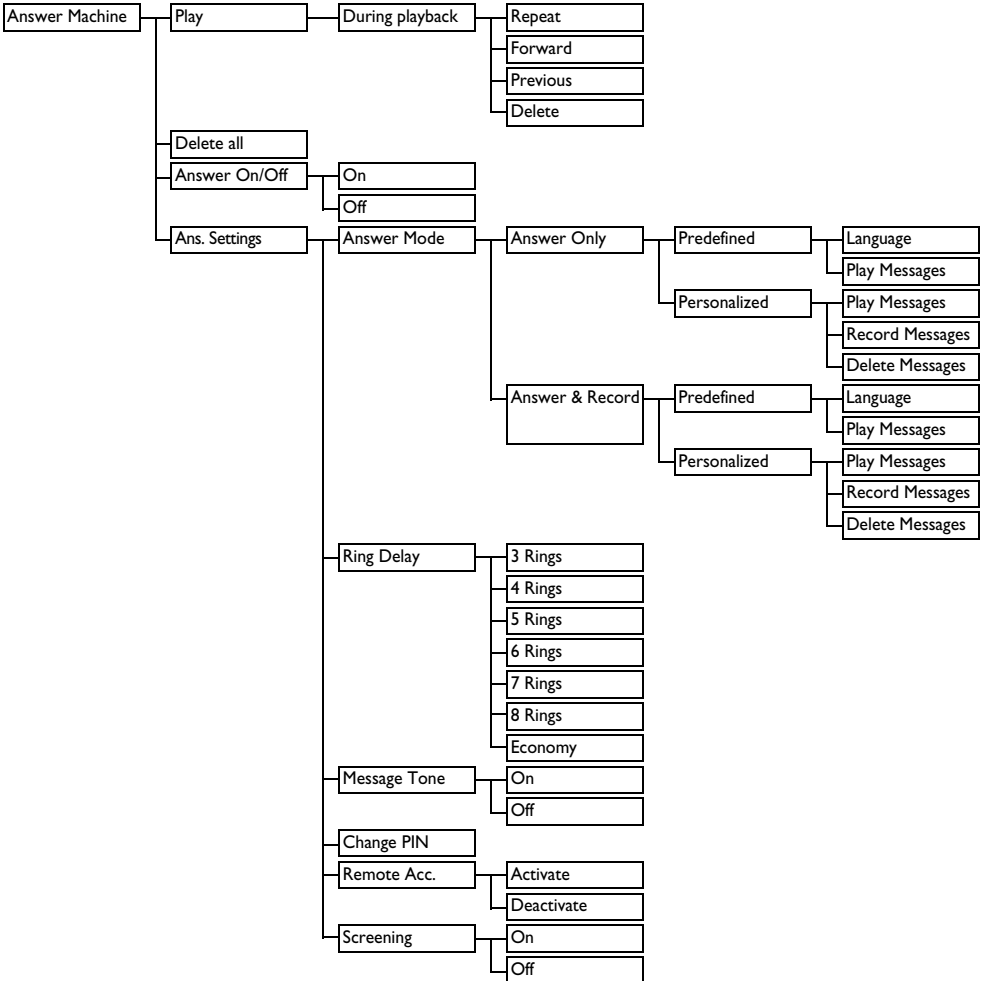 Answer Machine
Play
During playback
Repeat
Forward
Previous
Delete
Delete all
Answer On/Off
On
Off
Ans. Settings
Answer Mode
Answer Only
Predefined
Language
Play Messages
Personalized
Play Messages
Record Messages
Delete Messages
Answer & Record
Predefined
Language
Play Messages
Personalized
Play Messages
Record Messages
Delete Messages
Ring Delay
3 Rings
4 Rings
5 Rings
6 Rings
7 Rings
8 Rings
Economy
Message Tone
On
Off
Change PIN
Remote Acc.
Activate
Deactivate
Screening
On
Off